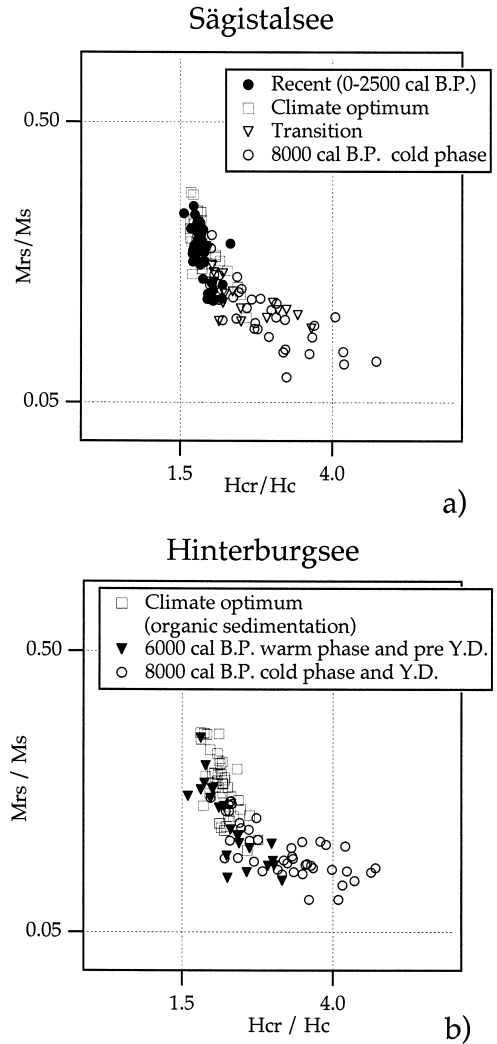 Sägistalsee
Recent (0-2500 cal B.P.)
Climate optimum
Transition
8000 cal B.P. cold phase
0.50
Mrs/Ms
0.05
1.5
4.0
Hcr/Hc
a)
Hinterburgsee
Climate optimum
(organic sedimentation)
6000 cal B.P. warm phase and pre Y.D.
8000 cal B.P. cold phase and Y.D.
0.50
Mrs / Ms
0.05
1.5
4.0
Hcr / Hc
b)